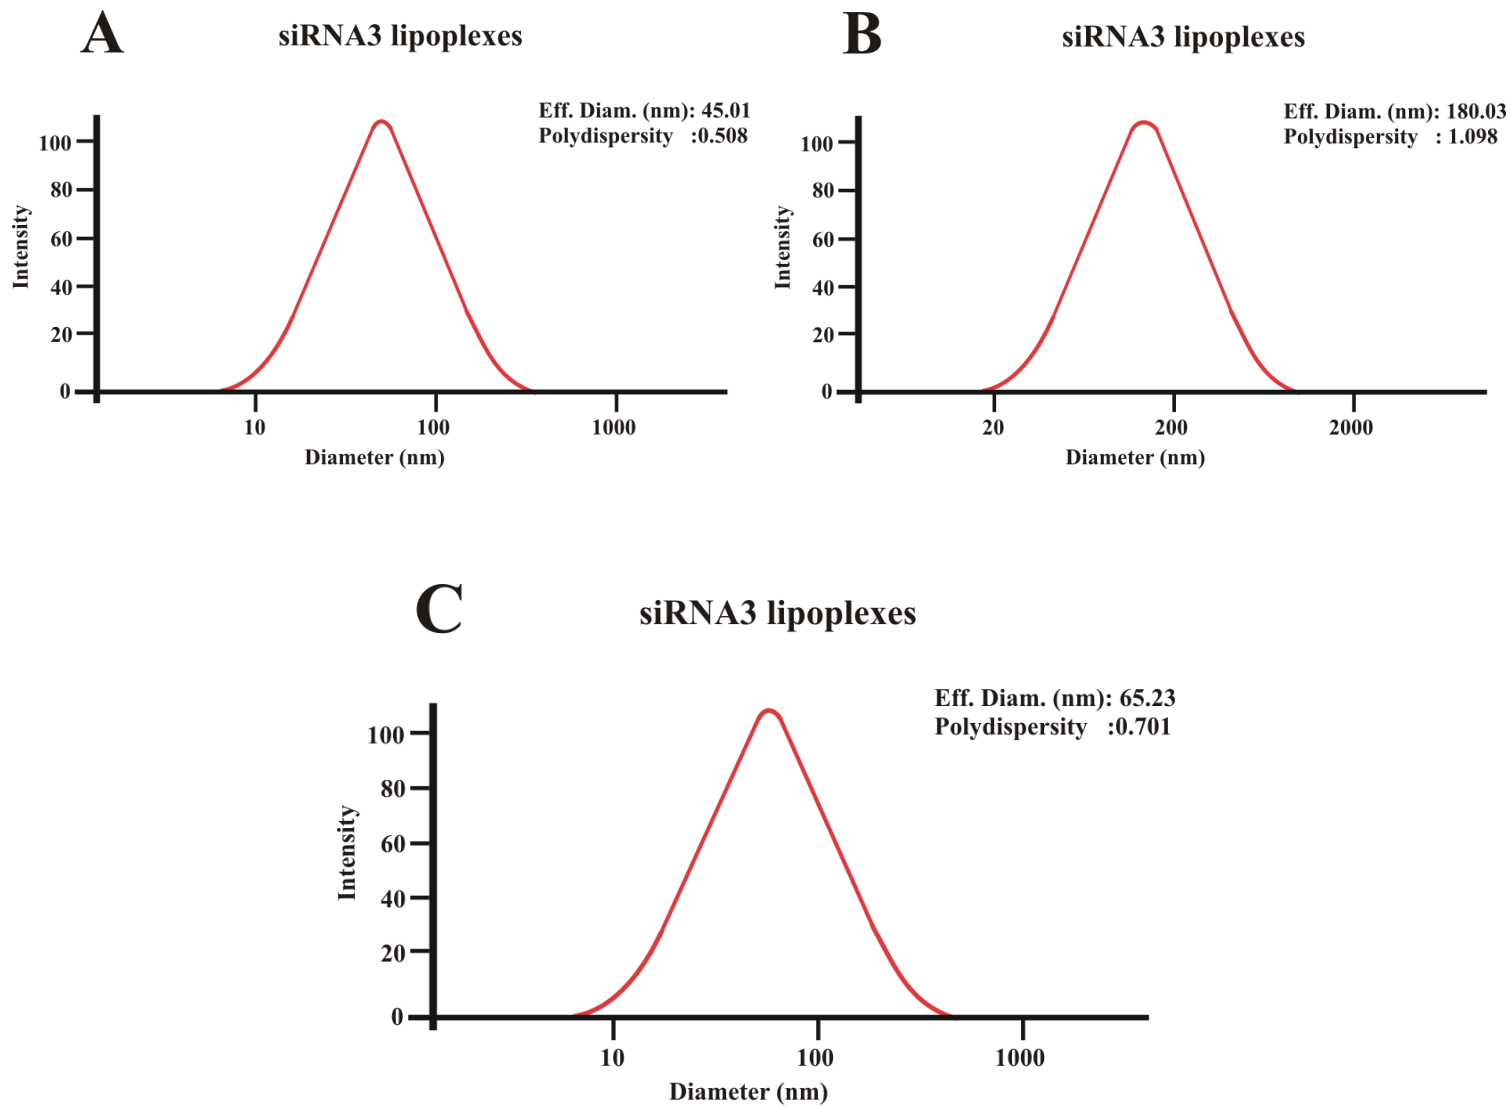 A
siRNA3 lipoplexes
Eff. Diam. (nm): 45.01
Polydispersity :0.508
100
80
60
40
20
0
Intensity
10 100 1000
Diameter (nm)
B
siRNA3 lipoplexes
Eff. Diam. (nm): 180.03
Polydispersity : 1.098
100
80
60
40
20
0
Intensity
20 200 2000
Diameter (nm)
C
siRNA3 lipoplexes
Eff. Diam. (nm): 65.23
Polydispersity :0.701
100
80
60
40
20
0
Intensity
10 100 1000
Diameter (nm)